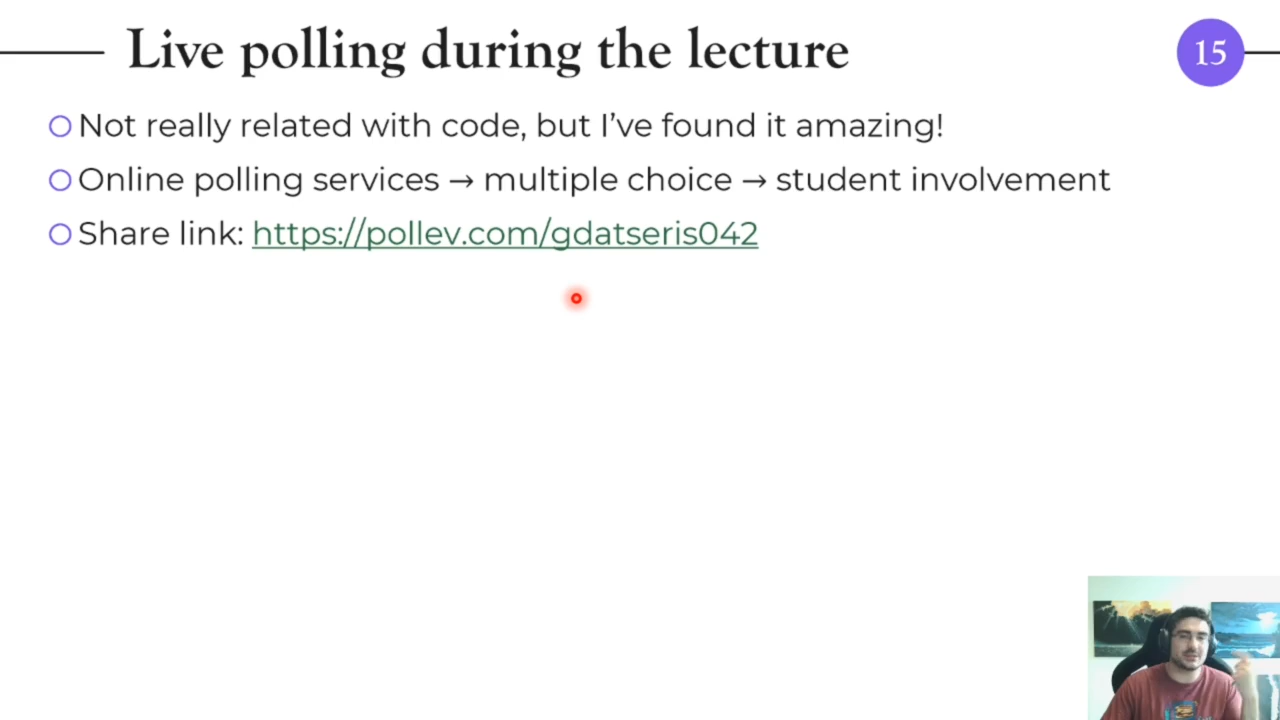 Live polling during the lecture
15
Not really related with code, but I’ve found it amazing!
Online polling services → multiple choice → student involvement
Share link: https://pollev.com/gdatseris042